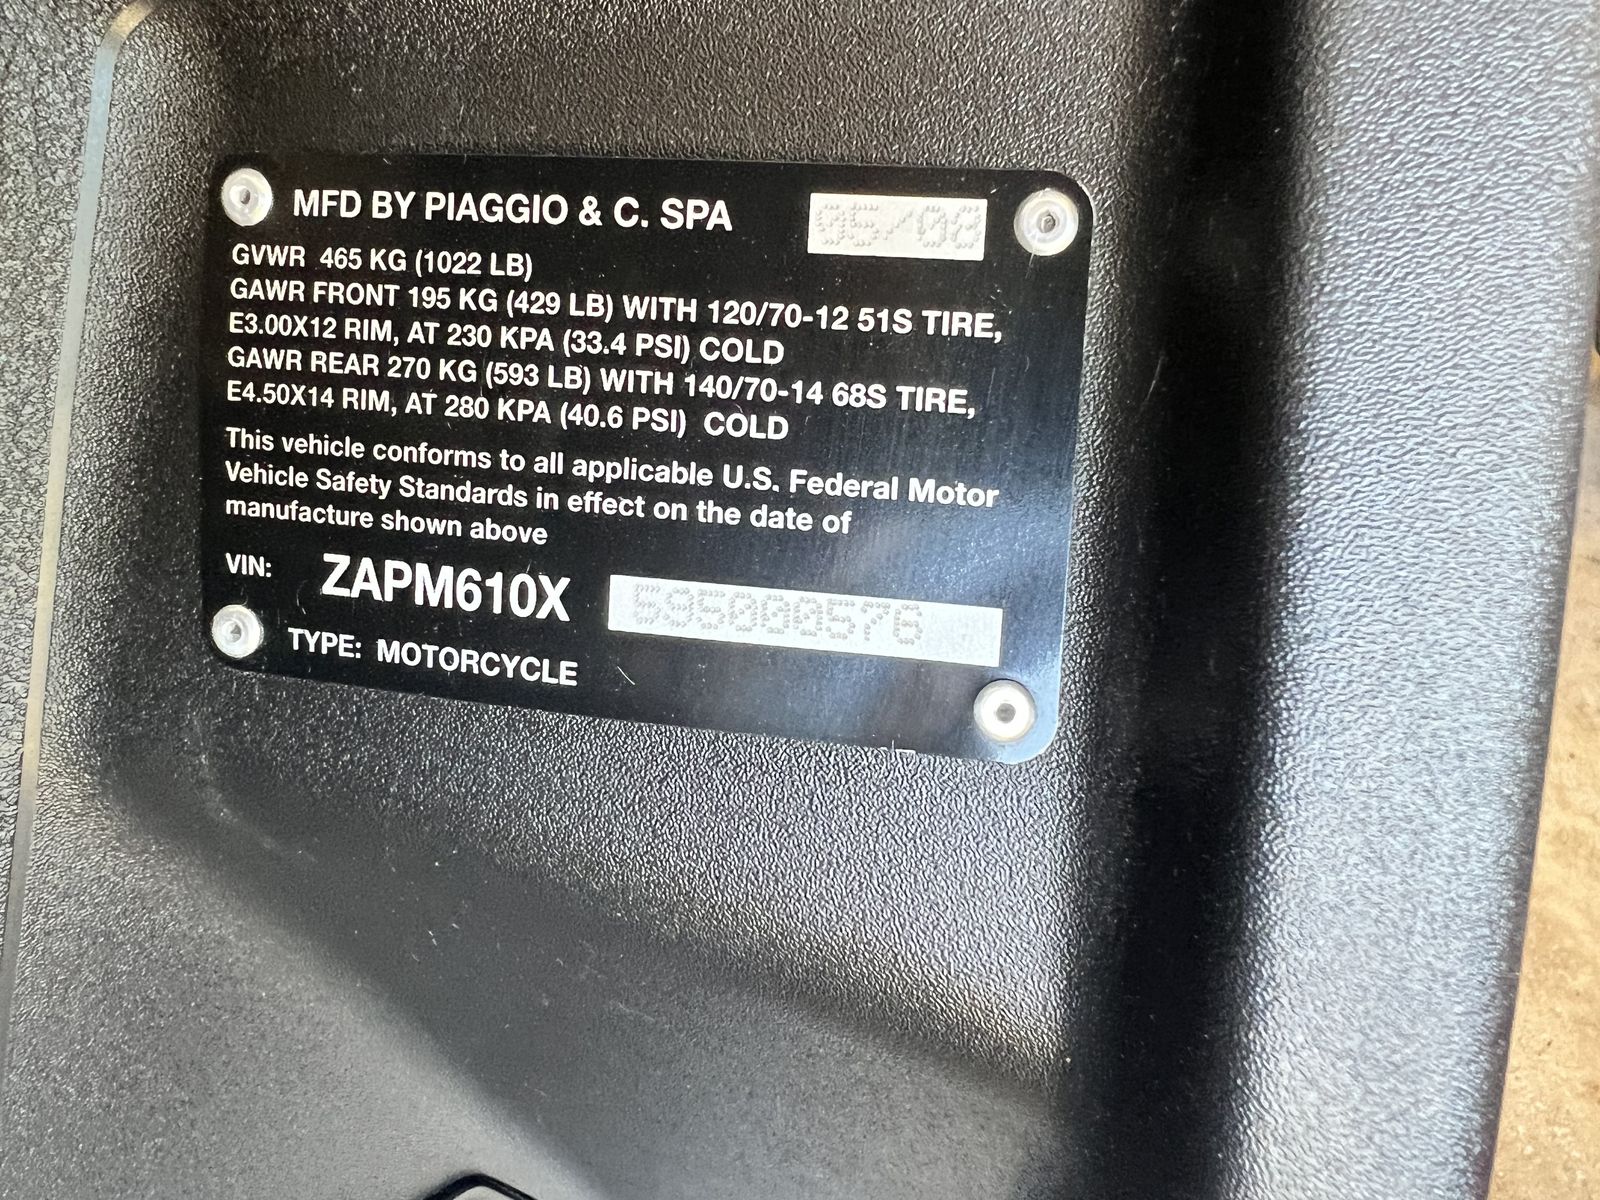 MFD BY PIAGGIO & C. SPA 05/08
GVWR 465 KG (1022 LB)
GAWR FRONT 195 KG (429 LB) WITH 120/70-12 51S TIRE,
E3.00X12 RIM, AT 230 KPA (33.4 PSI) COLD
GAWR REAR 270 KG (593 LB) WITH 140/70-14 68S TIRE,
E4.50X14 RIM, AT 280 KPA (40.6 PSI) COLD
This vehicle conforms to all applicable U.S. Federal Motor
Vehicle Safety Standards in effect on the date of
manufacture shown above
VIN: ZAPM610X
TYPE: MOTORCYCLE